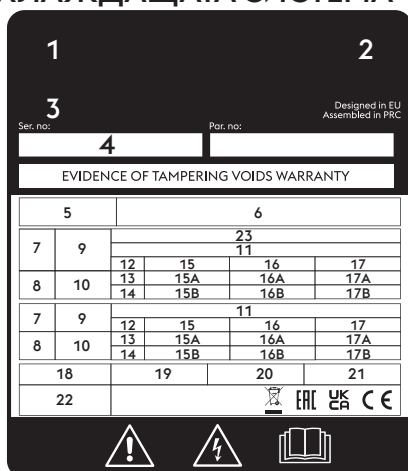 СИСТЕМА
1 2
3
Designed in EU
Assembled in PRC
Ser. no: Par. no:
4
EVIDENCE OF TAMPERING VOIDS WARRANTY
5 6
23
7 9 11
12 15 16 17
8 10 13 15A 16A 17A
14 15B 16B 17B
7 9 11
12 15 16 17
8 10 13 15A 16A 17A
14 15B 16B 17B
18 19 20 21
22 EAC UK CA CE